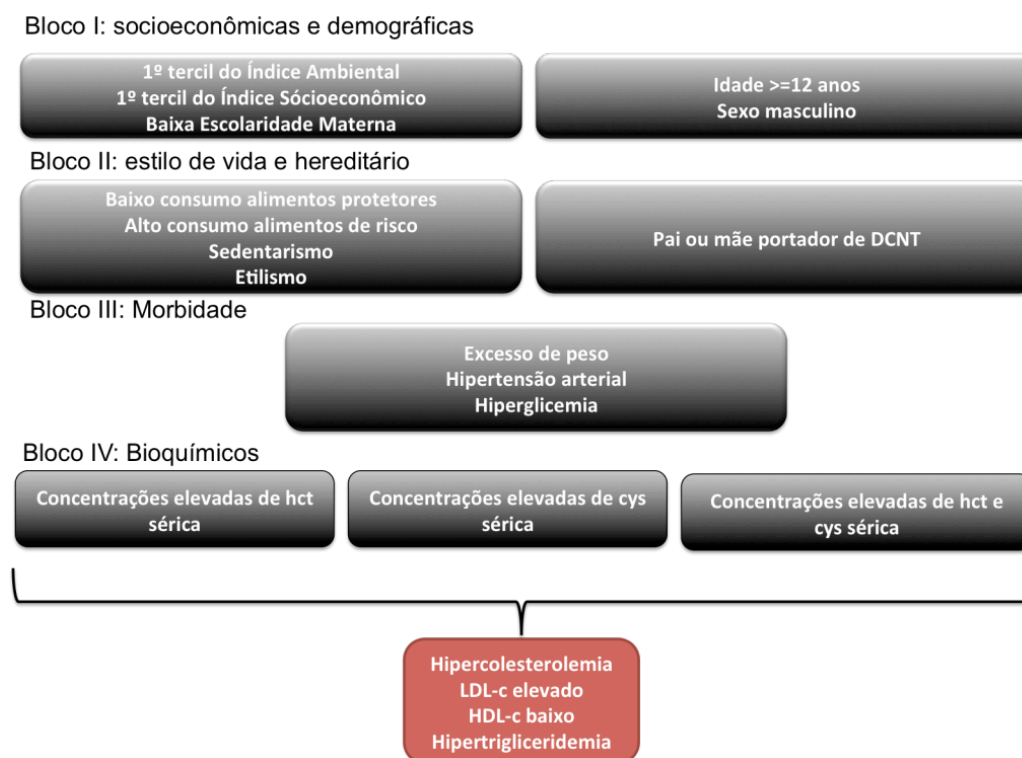 Bloco I: socioeconômicas e demográficas
1º tercil do Índice Ambiental
1º tercil do Índice Sócioeconômico
Baixa Escolaridade Materna
Idade >=12 anos
Sexo masculino
Bloco II: estilo de vida e hereditário
Baixo consumo alimentos protetores
Alto consumo alimentos de risco
Sedentarismo
Etilismo
Pai ou mãe portador de DCNT
Bloco III: Morbidade
Excesso de peso
Hipertensão arterial
Hiperglicemia
Bloco IV: Bioquímicos
Concentrações elevadas de hct
sérica
Concentrações elevadas de cys
sérica
Concentrações elevadas de hct e
cys sérica
Hipercolesterolemia
LDL-c elevado
HDL-c baixo
Hipertrigliceridemia